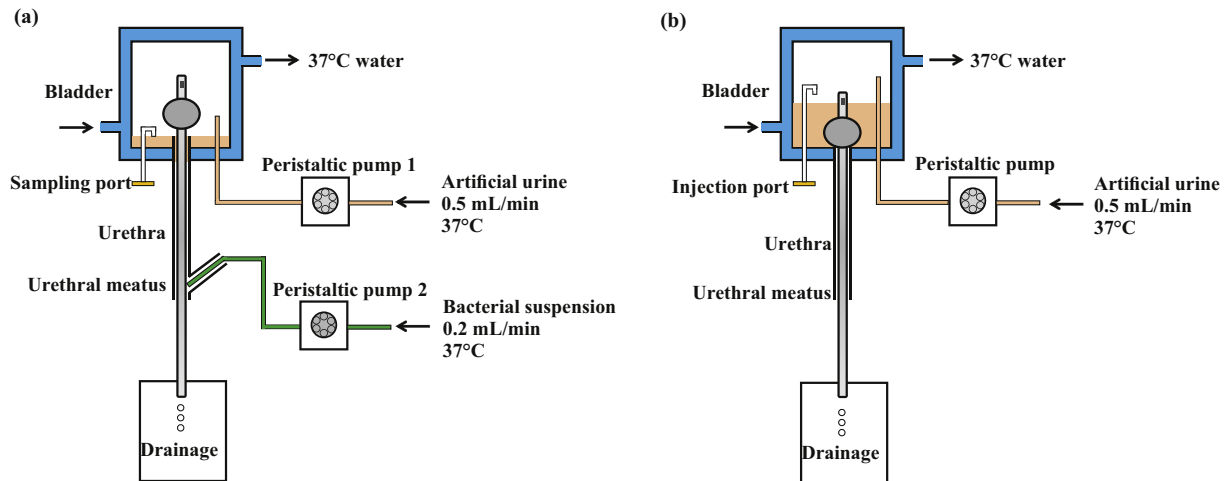 (a)
37°C water
Bladder
Sampling port
Peristaltic pump 1
Artificial urine
0.5 mL/min
37°C
Urethra
Urethral meatus
Peristaltic pump 2
Bacterial suspension
0.2 mL/min
37°C
Drainage
(b)
37°C water
Bladder
Injection port
Peristaltic pump
Artificial urine
0.5 mL/min
37°C
Urethra
Urethral meatus
Drainage